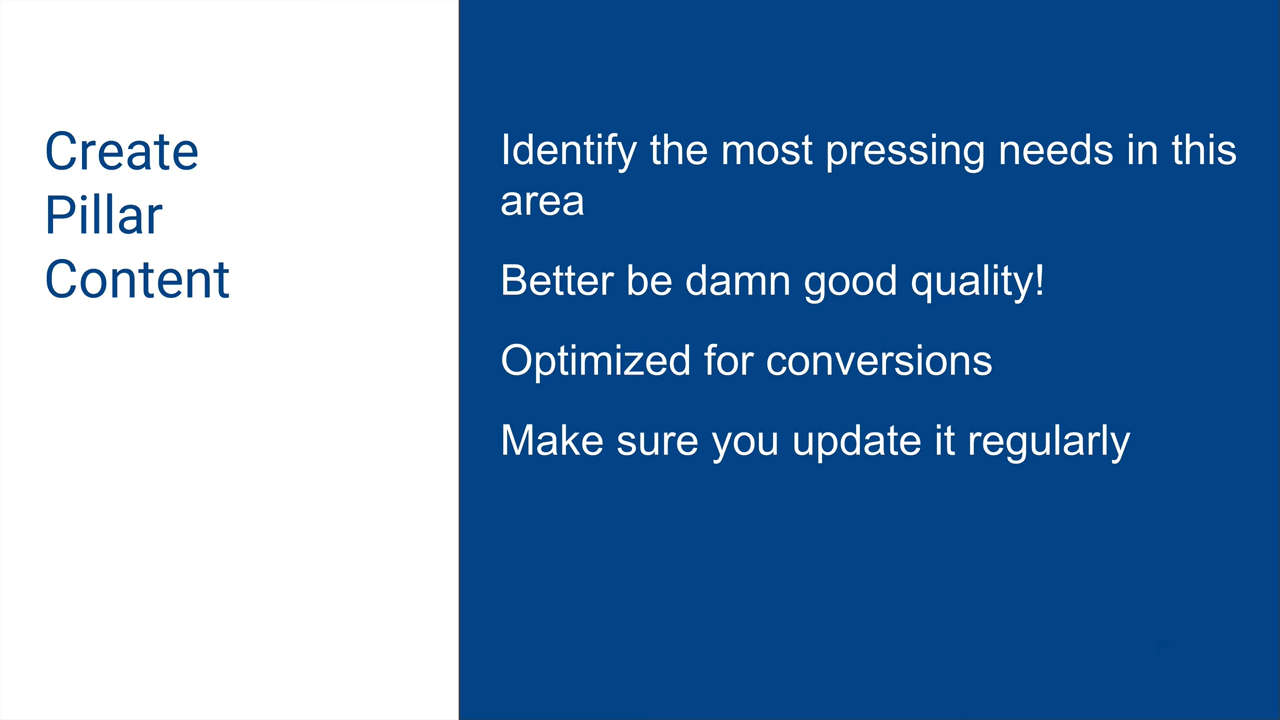 Create
Pillar
Content
Identify the most pressing needs in this
area
Better be damn good quality!
Optimized for conversions
Make sure you update it regularly